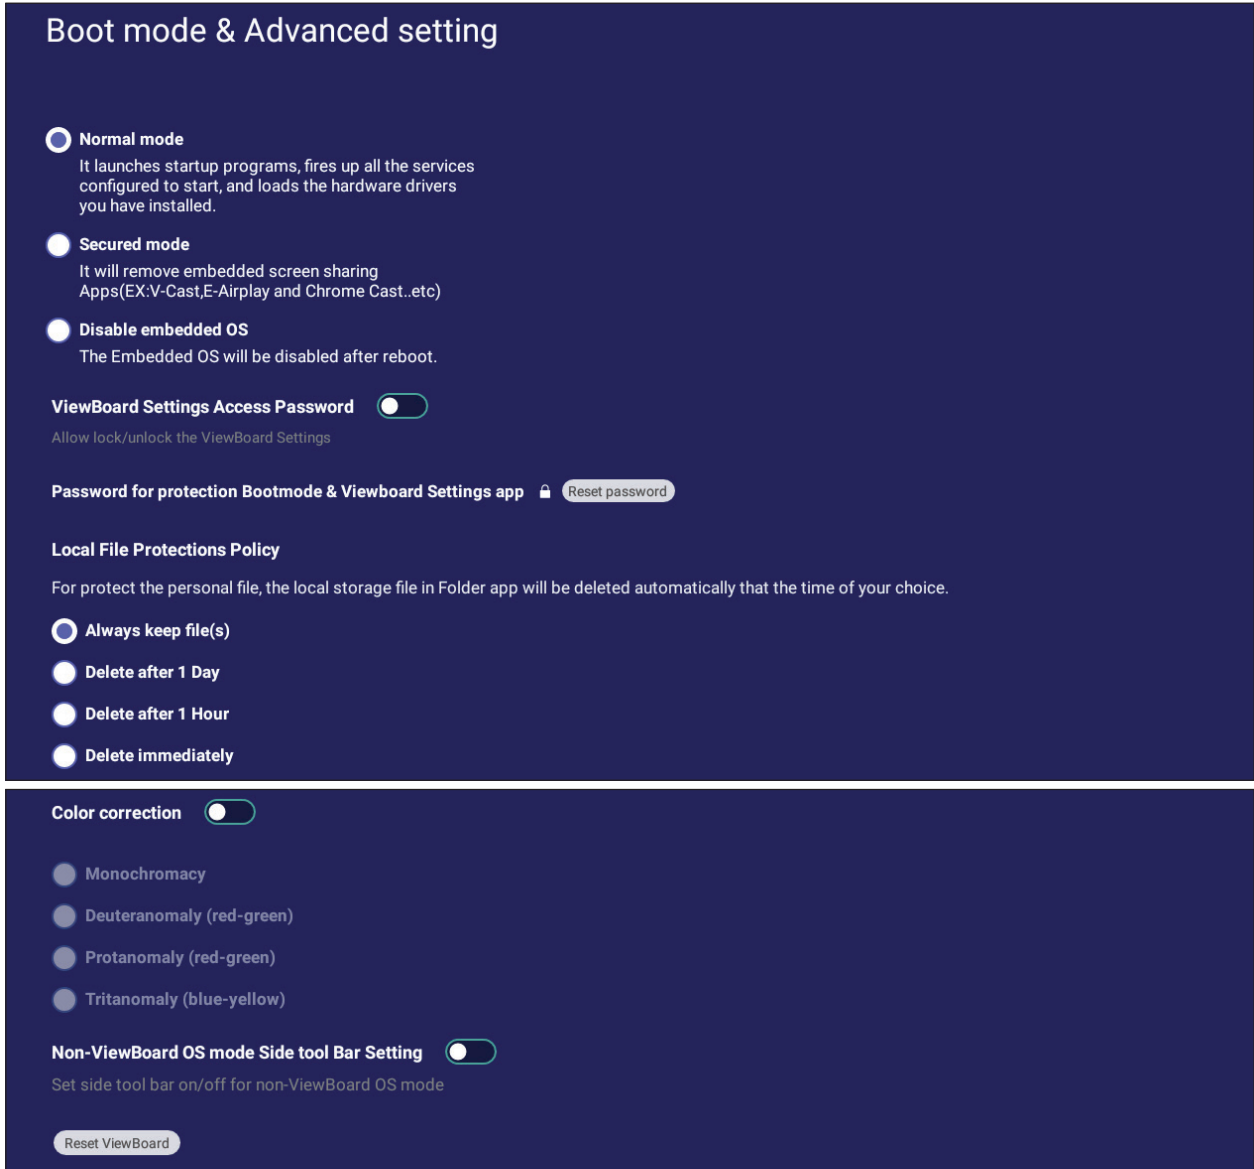 Boot mode & Advanced setting
Normal mode
It launches startup programs, fires up all the services
configured to start, and loads the hardware drivers
you have installed.
Secured mode
It will remove embedded screen sharing
Apps(EX:V-Cast,E-Airplay and Chrome Cast..etc)
Disable embedded OS
The Embedded OS will be disabled after reboot.
ViewBoard Settings Access Password
Allow lock/unlock the ViewBoard Settings
Password for protection Bootmode & Viewboard Settings app Reset password
Local File Protections Policy
For protect the personal file, the local storage file in Folder app will be deleted automatically that the time of your choice.
Always keep file(s)
Delete after 1 Day
Delete after 1 Hour
Delete immediately
Color correction
Monochromacy
Deuteranomaly (red-green)
Protanomaly (red-green)
Tritanomaly (blue-yellow)
Non-ViewBoard OS mode Side tool Bar Setting
Set side tool bar on/off for non-ViewBoard OS mode
Reset ViewBoard